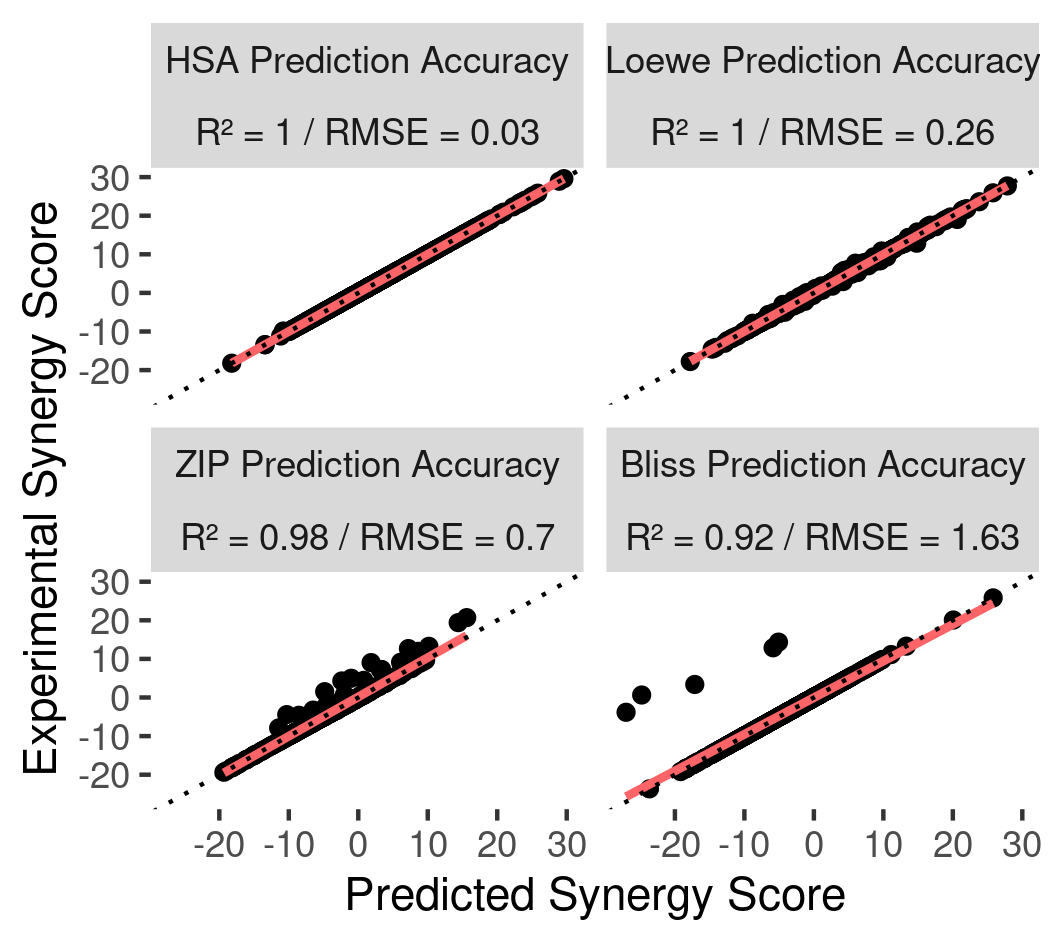 HSA Prediction Accuracy
R² = 1 / RMSE = 0.03
Loewe Prediction Accuracy
R² = 1 / RMSE = 0.26
30
20
10
0
-10
-20
ZIP Prediction Accuracy
R² = 0.98 / RMSE = 0.7
Bliss Prediction Accuracy
R² = 0.92 / RMSE = 1.63
30
20
10
0
-10
-20
Experimental Synergy Score
-20 -10 0 10 20 30
-20 -10 0 10 20 30
Predicted Synergy Score